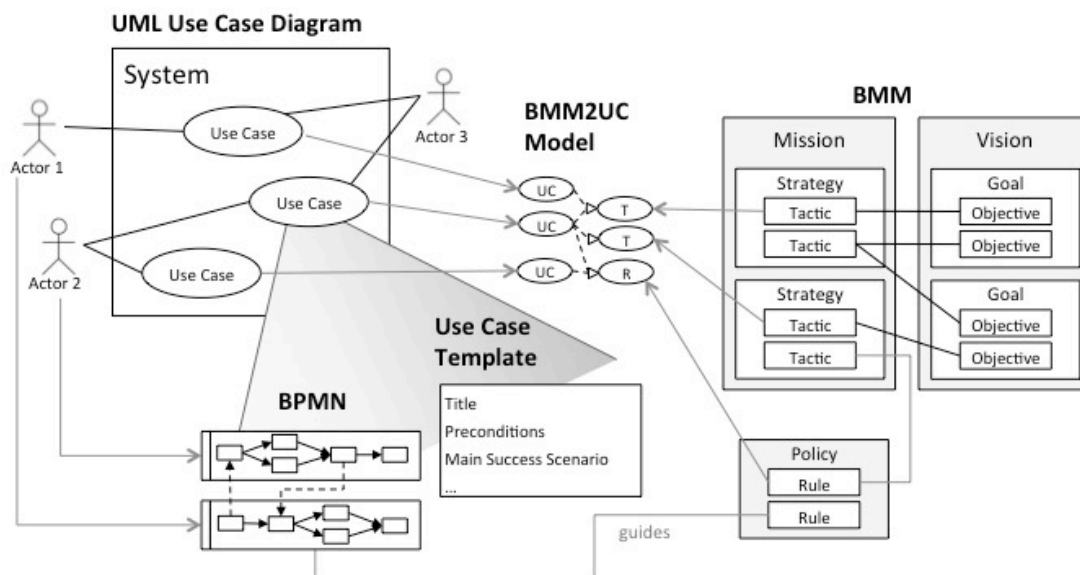 UML Use Case Diagram
System
Use Case
Use Case
Use Case
Actor 1
Actor 2
Actor 3
BMM2UC
Model
UC
UC
UC
T
T
R
BMM
Mission
Strategy
Tactic
Tactic
Strategy
Tactic
Tactic
Vision
Goal
Objective
Objective
Goal
Objective
Objective
Use Case
Template
Title
Preconditions
Main Success Scenario
...
BPMN
Policy
Rule
Rule
guides